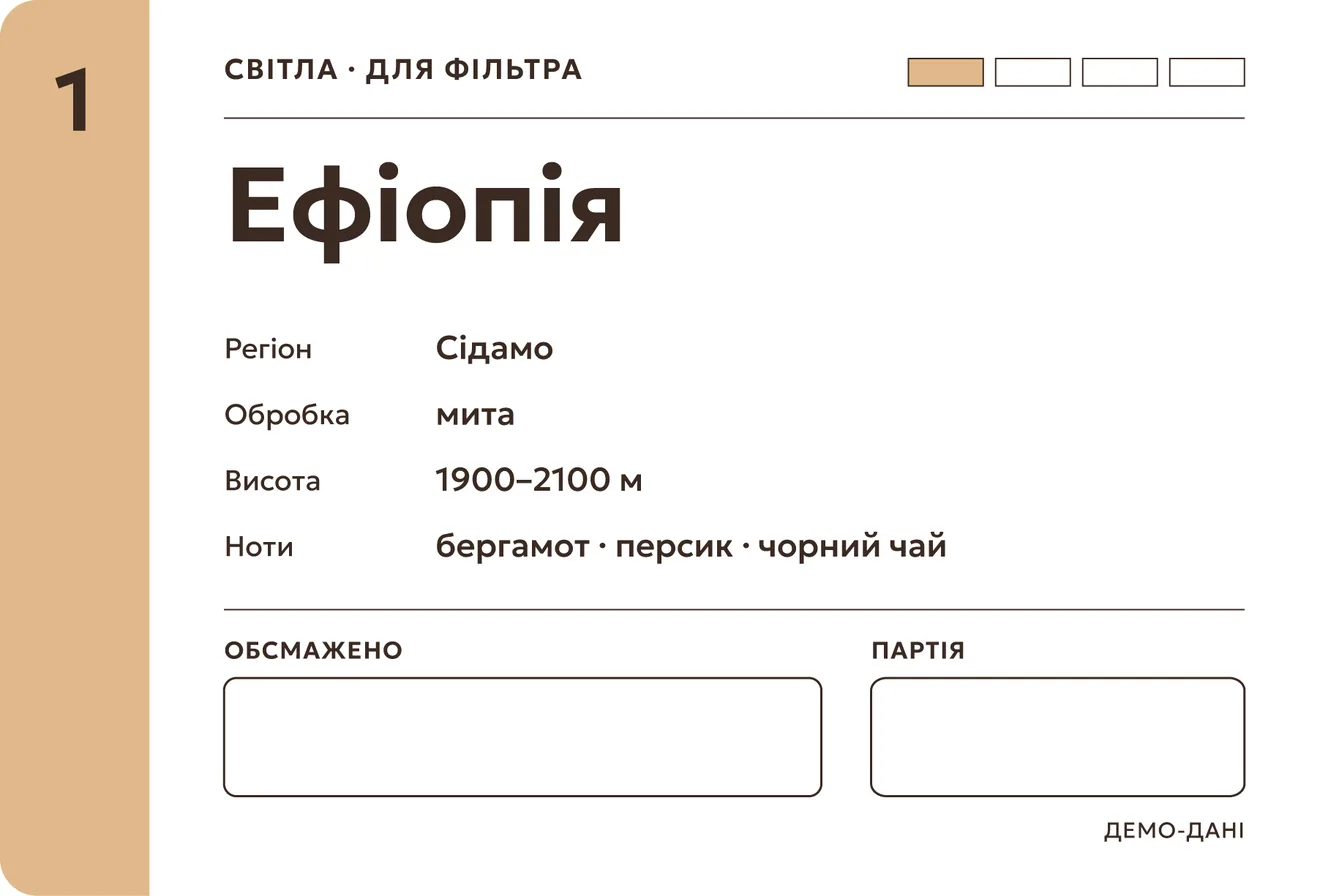 1
СВІТЛА · ДЛЯ ФІЛЬТРА
Ефіопія
Регіон Сідамо
Обробка мита
Висота 1900–2100 м
Ноти бергамот · персик · чорний чай
ОБСМАЖЕНО ПАРТІЯ
ДЕМО-ДАНІ